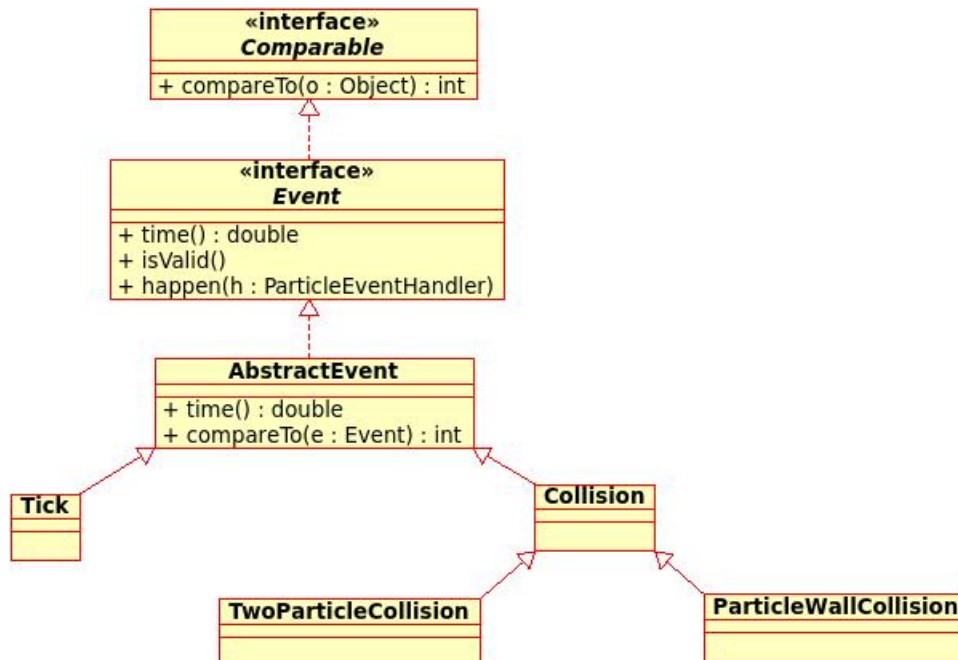 «interface»
Comparable
+ compareTo(o : Object) : int
«interface»
Event
+ time() : double
+ isValid()
+ happen(h : ParticleEventHandler)
AbstractEvent
+ time() : double
+ compareTo(e : Event) : int
Tick
Collision
TwoParticleCollision
ParticleWallCollision